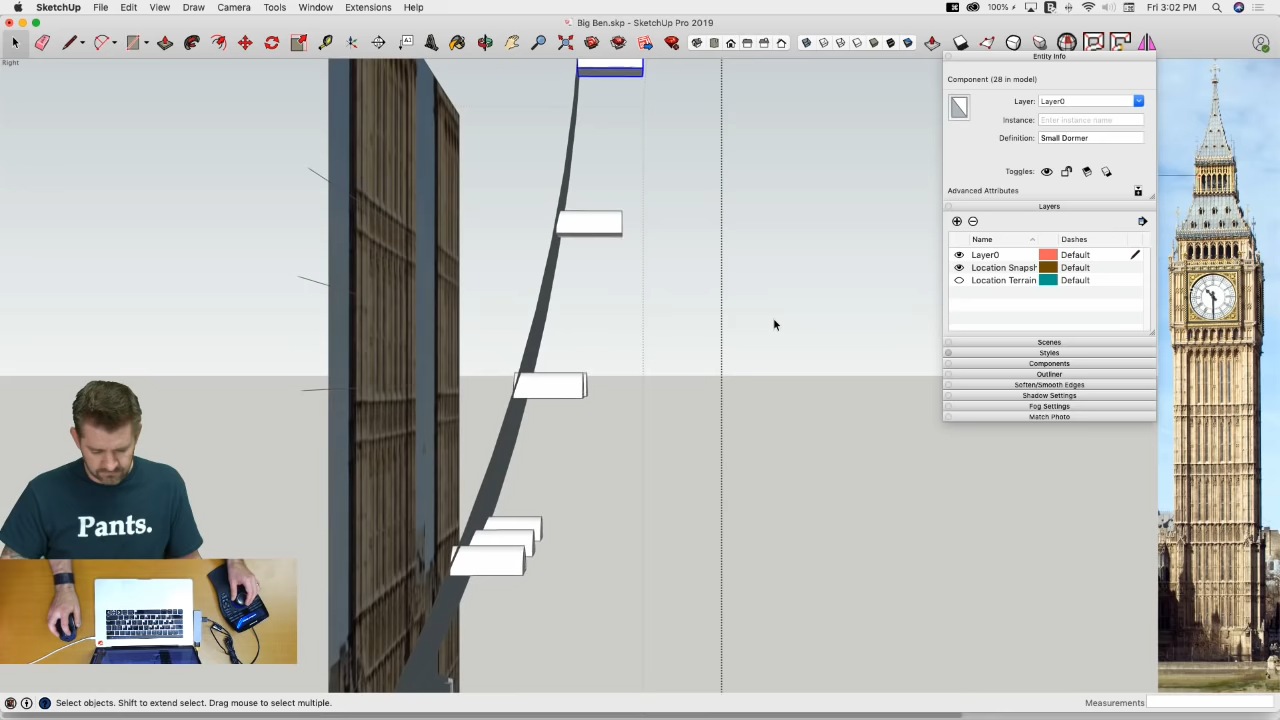 SketchUp File Edit View Draw Camera Tools Window Extensions Help 100% Fri 3:02 PM
Big Ben.skp - SketchUp Pro 2019
Right
Entity Info
Component (28 in model)
Layer: Layer0
Instance: Enter instance name
Definition: Small Dormer
Toggles:
Advanced Attributes
Layers
Name Dashes
Layer0 Default
Location Snapsh Default
Location Terrain Default
Scenes
Styles
Components
Outliner
Soften/Smooth Edges
Shadow Settings
Fog Settings
Match Photo
Pants.
Select objects. Shift to extend select. Drag mouse to select multiple.
Measurements